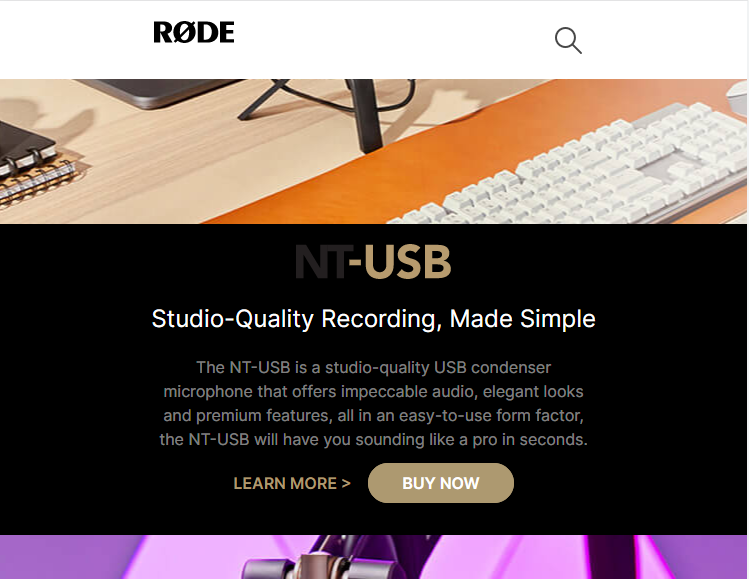 RØDE
NT-USB
Studio-Quality Recording, Made Simple
The NT-USB is a studio-quality USB condenser
microphone that offers impeccable audio, elegant looks
and premium features, all in an easy-to-use form factor,
the NT-USB will have you sounding like a pro in seconds.
LEARN MORE > BUY NOW